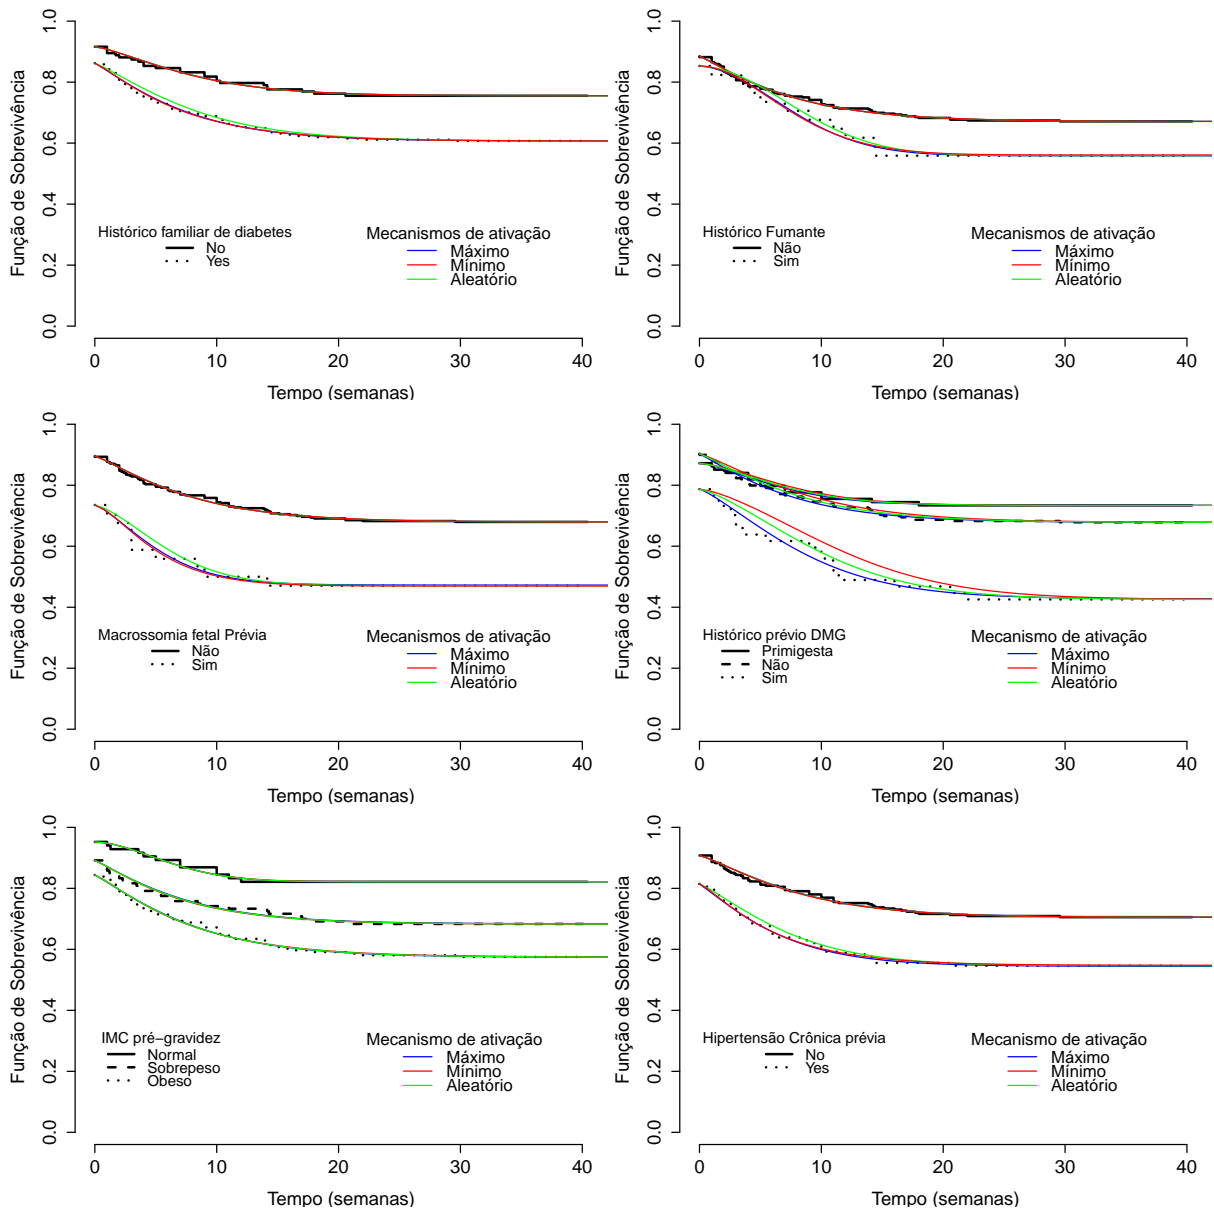 Função de Sobrevivência
0.0 0.2 0.4 0.6 0.8 1.0
Histórico familiar de diabetes
No
Yes
Mecanismos de ativação
Máximo
Mínimo
Aleatório
0 10 20 30 40
Tempo (semanas)
Função de Sobrevivência
0.0 0.2 0.4 0.6 0.8 1.0
Histórico Fumante
Não
Sim
Mecanismos de ativação
Máximo
Mínimo
Aleatório
0 10 20 30 40
Tempo (semanas)
Função de Sobrevivência
0.0 0.2 0.4 0.6 0.8 1.0
Macrossomia fetal Prévia
Não
Sim
Mecanismos de ativação
Máximo
Mínimo
Aleatório
0 10 20 30 40
Tempo (semanas)
Função de Sobrevivência
0.0 0.2 0.4 0.6 0.8 1.0
Histórico prévio DMG
Primigesta
Não
Sim
Mecanismo de ativação
Máximo
Mínimo
Aleatório
0 10 20 30 40
Tempo (semanas)
Função de Sobrevivência
0.0 0.2 0.4 0.6 0.8 1.0
IMC pré−gravidez
Normal
Sobrepeso
Obeso
Mecanismo de ativação
Máximo
Mínimo
Aleatório
0 10 20 30 40
Tempo (semanas)
Função de Sobrevivência
0.0 0.2 0.4 0.6 0.8 1.0
Hipertensão Crônica prévia
No
Yes
Mecanismo de ativação
Máximo
Mínimo
Aleatório
0 10 20 30 40
Tempo (semanas)